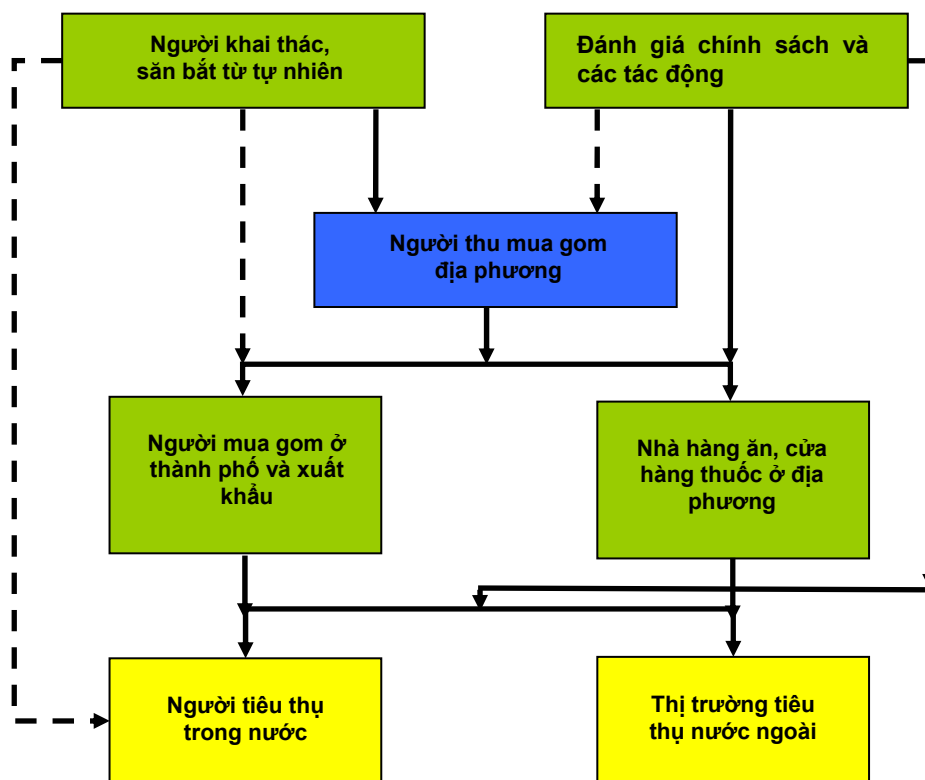 Người khai thác,
săn bắt từ tự nhiên
Đánh giá chính sách và
các tác động
Người thu mua gom
địa phương
Người mua gom ở
thành phố và xuất
khẩu
Nhà hàng ăn, cửa
hàng thuốc ở địa
phương
Người tiêu thụ
trong nước
Thị trường tiêu
thụ nước ngoài